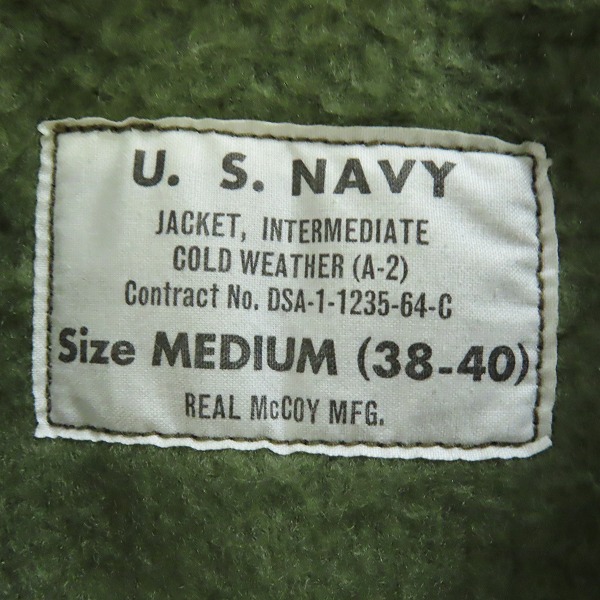 U. S. NAVY
JACKET, INTERMEDIATE
COLD WEATHER (A-2)
Contract No. DSA-1-1235-64-C
Size MEDIUM (38-40)
REAL McCOY MFG.